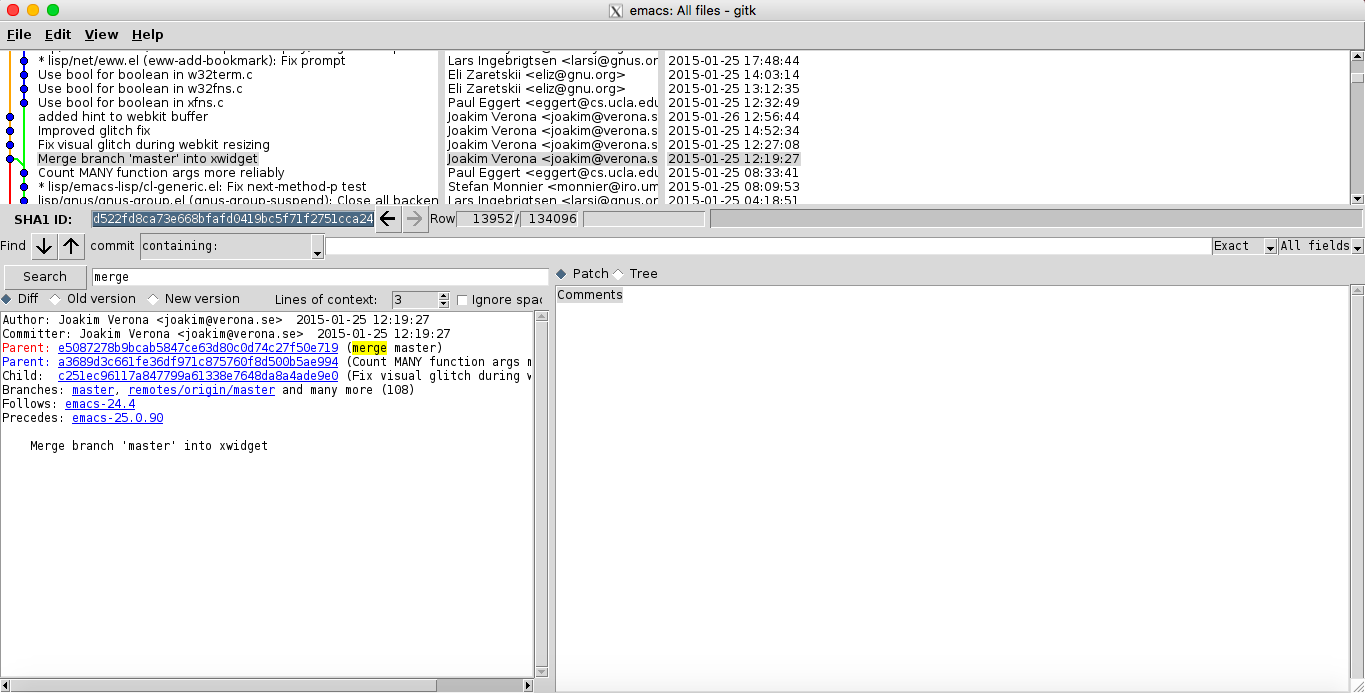 X emacs: All files - gitk
File Edit View Help
* lisp/net/eww.el (eww-add-bookmark): Fix prompt Lars Ingebrigtsen <larsi@gnus.or 2015-01-25 17:48:44
Use bool for boolean in w32term.c Eli Zaretskii <eliz@gnu.org> 2015-01-25 14:03:14
Use bool for boolean in w32fns.c Eli Zaretskii <eliz@gnu.org> 2015-01-25 13:12:35
Use bool for boolean in xfns.c Paul Eggert <eggert@cs.ucla.edu 2015-01-25 12:32:49
added hint to webkit buffer Joakim Verona <joakim@verona.s 2015-01-26 12:56:44
Improved glitch fix Joakim Verona <joakim@verona.s 2015-01-25 14:52:34
Fix visual glitch during webkit resizing Joakim Verona <joakim@verona.s 2015-01-25 12:27:08
Merge branch 'master' into xwidget Joakim Verona <joakim@verona.s 2015-01-25 12:19:27
Count MANY function args more reliably Paul Eggert <eggert@cs.ucla.edu 2015-01-25 08:33:41
* lisp/emacs-lisp/cl-generic.el: Fix next-method-p test Stefan Monnier <monnier@iro.um 2015-01-25 08:09:53
lisp/gnus/gnus-group.el (gnus-group-suspend): Close all backen Lars Ingebrigtsen <larsi@gnus.or 2015-01-25 04:18:51
SHA1 ID: d522fd8ca73e668bfafd0419bc5f71f2751cca24 Row 13952 / 134096
Find commit containing: Exact All fields
Search merge Patch Tree
Diff Old version New version Lines of context: 3 Ignore spac
Comments
Author: Joakim Verona <joakim@verona.se> 2015-01-25 12:19:27
Committer: Joakim Verona <joakim@verona.se> 2015-01-25 12:19:27
Parent: e5087278b9bcab5847ce63d80c0d74c27f50e719 (merge master)
Parent: a3689d3c661fe36df971c875760f8d500b5ae994 (Count MANY function args m
Child: c251ec96117a847799a61338e7648da8a4ade9e0 (Fix visual glitch during w
Branches: master, remotes/origin/master and many more (108)
Follows: emacs-24.4
Precedes: emacs-25.0.90
Merge branch 'master' into xwidget